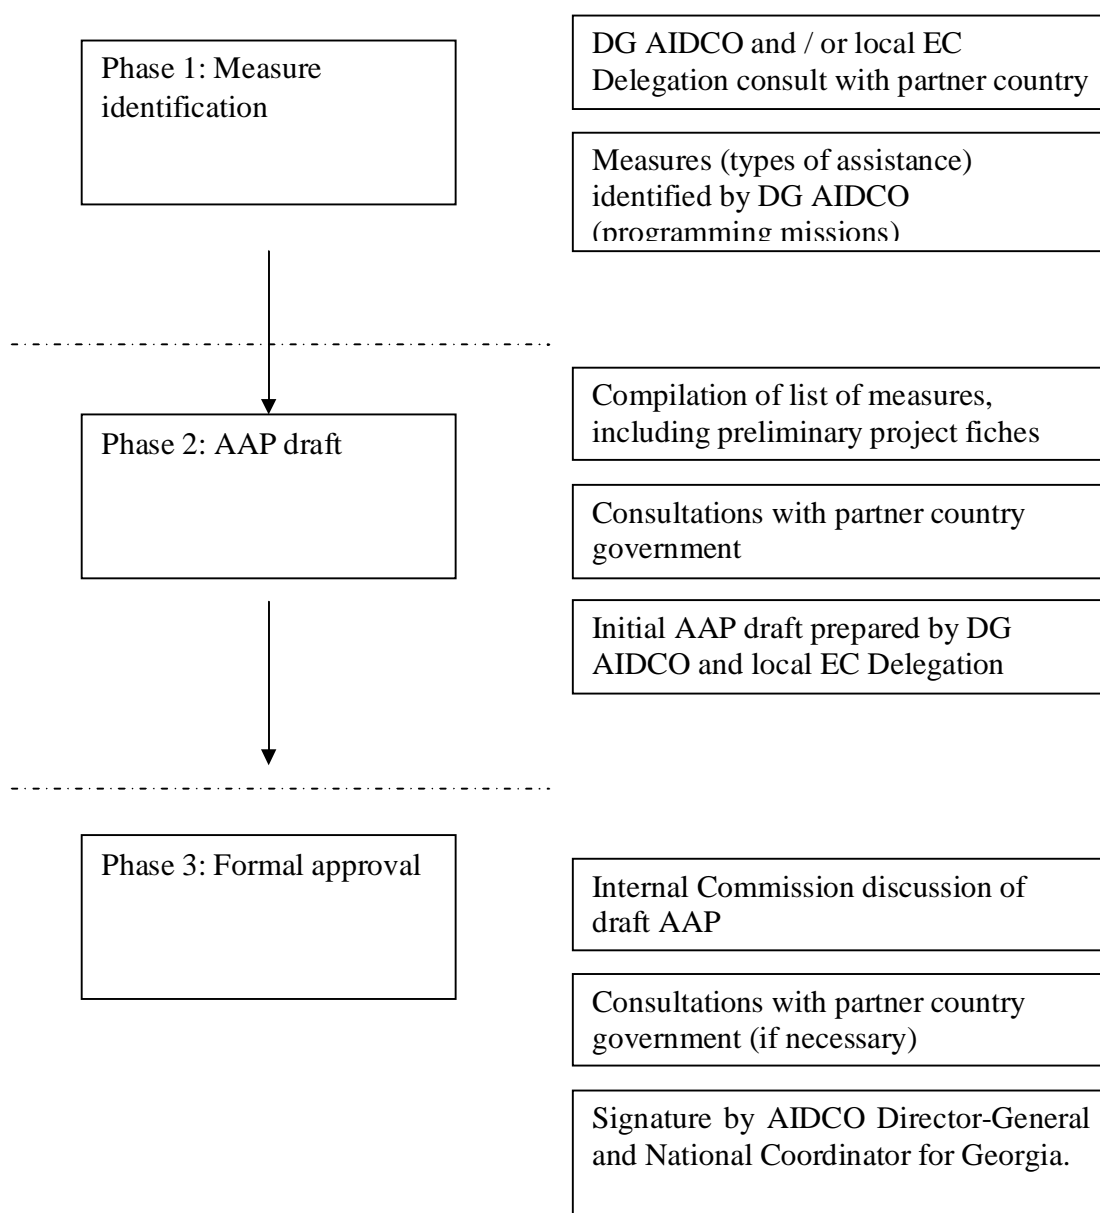 Phase 1: Measure
identification
DG AIDCO and / or local EC
Delegation consult with partner country
Measures (types of assistance)
identified by DG AIDCO
(programming missions)
Phase 2: AAP draft
Compilation of list of measures,
including preliminary project fiches
Consultations with partner country
government
Initial AAP draft prepared by DG
AIDCO and local EC Delegation
Phase 3: Formal approval
Internal Commission discussion of
draft AAP
Consultations with partner country
government (if necessary)
Signature by AIDCO Director-General
and National Coordinator for Georgia.